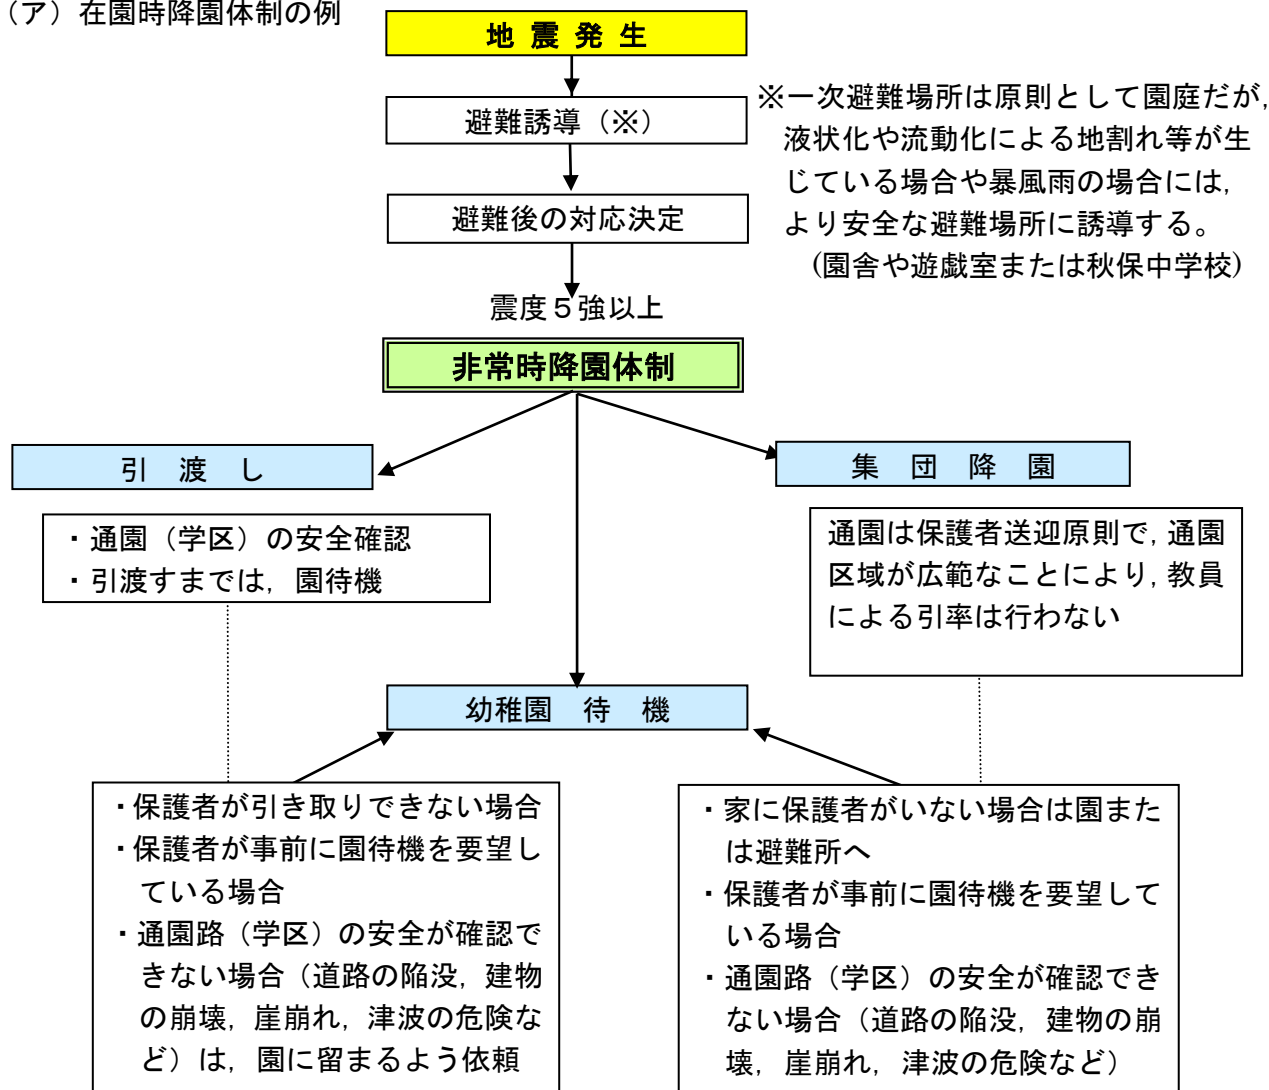 （ア）在園時降園体制の例
地 震 発 生
避難誘導（※）
※一次避難場所は原則として園庭だが，
液状化や流動化による地割れ等が生
じている場合や暴風雨の場合には，
より安全な避難場所に誘導する。
(園舎や遊戯室または秋保中学校)
避難後の対応決定
震度５強以上
非常時降園体制
引　渡　し
集　団　降　園
・通園（学区）の安全確認
・引渡すまでは，園待機
通園は保護者送迎原則で，通園
区域が広範なことにより，教員
による引率は行わない
幼稚園　待　機
・保護者が引き取りできない場合
・保護者が事前に園待機を要望し
ている場合
・通園路（学区）の安全が確認で
きない場合（道路の陥没，建物
の崩壊，崖崩れ，津波の危険な
ど）は，園に留まるよう依頼
・家に保護者がいない場合は園また
は避難所へ
・保護者が事前に園待機を要望して
いる場合
・通園路（学区）の安全が確認でき
ない場合（道路の陥没，建物の崩
壊，崖崩れ，津波の危険など）